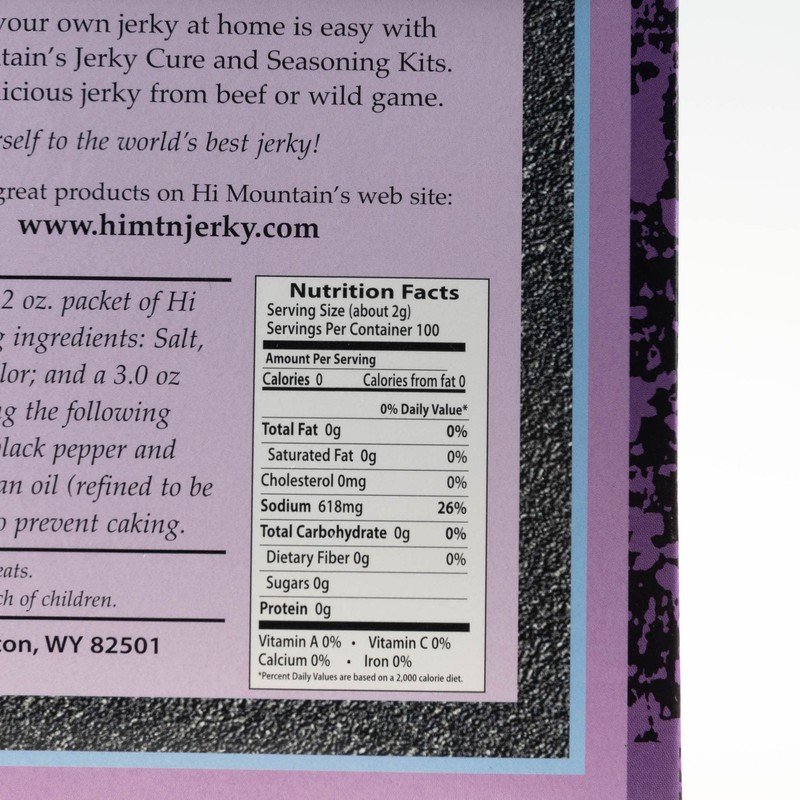 your own jerky at home is easy with
tain's Jerky Cure and Seasoning Kits.
licious jerky from beef or wild game.
rself to the world's best jerky!
great products on Hi Mountain's web site:
www.himtnjerky.com
2 oz. packet of Hi
g ingredients: Salt,
lor; and a 3.0 oz
ng the following
black pepper and
an oil (refined to be
o prevent caking.
eats.
ch of children.
ton, WY 82501
Nutrition Facts
Serving Size (about 2g)
Servings Per Container 100
Amount Per Serving
Calories 0 Calories from fat 0
0% Daily Value*
Total Fat 0g 0%
Saturated Fat 0g 0%
Cholesterol 0mg 0%
Sodium 618mg 26%
Total Carbohydrate 0g 0%
Dietary Fiber 0g 0%
Sugars 0g
Protein 0g
Vitamin A 0% • Vitamin C 0%
Calcium 0% • Iron 0%
*Percent Daily Values are based on a 2,000 calorie diet.